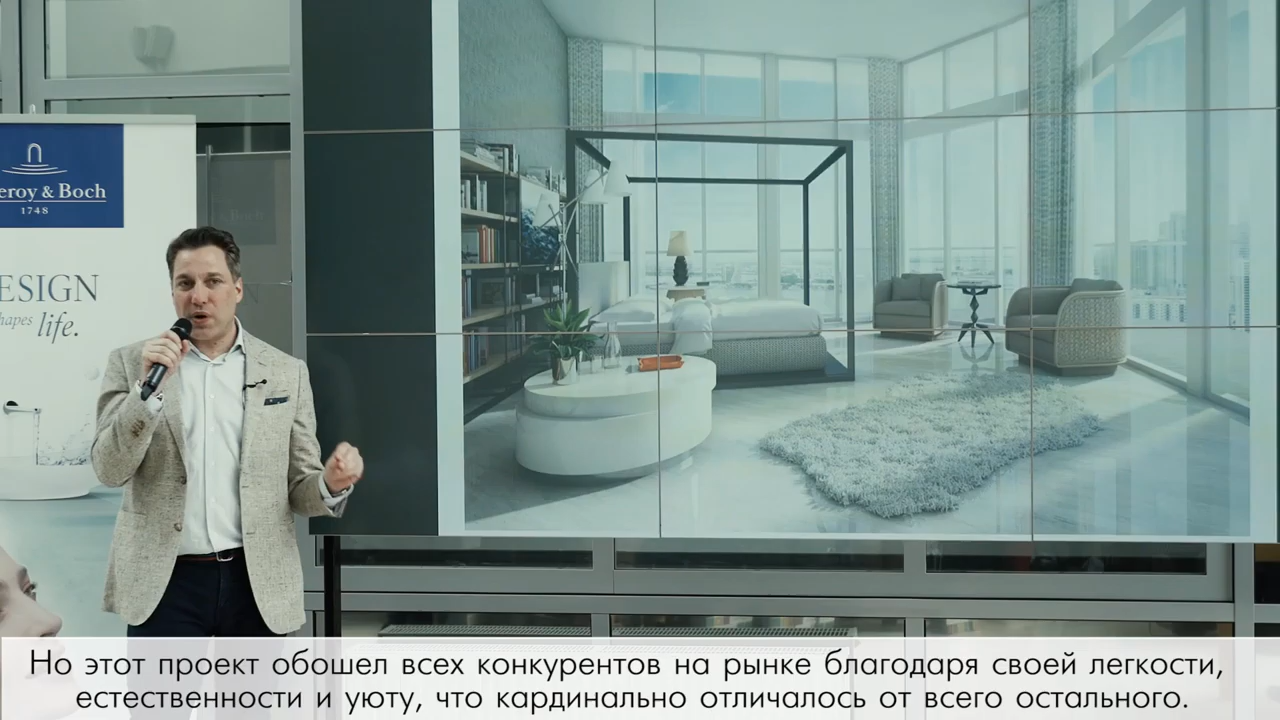 eroy & Boch
1748
ESIGN
hapes life.
Но этот проект обошел всех конкурентов на рынке благодаря своей легкости,
естественности и уюту, что кардинально отличалось от всего остального.